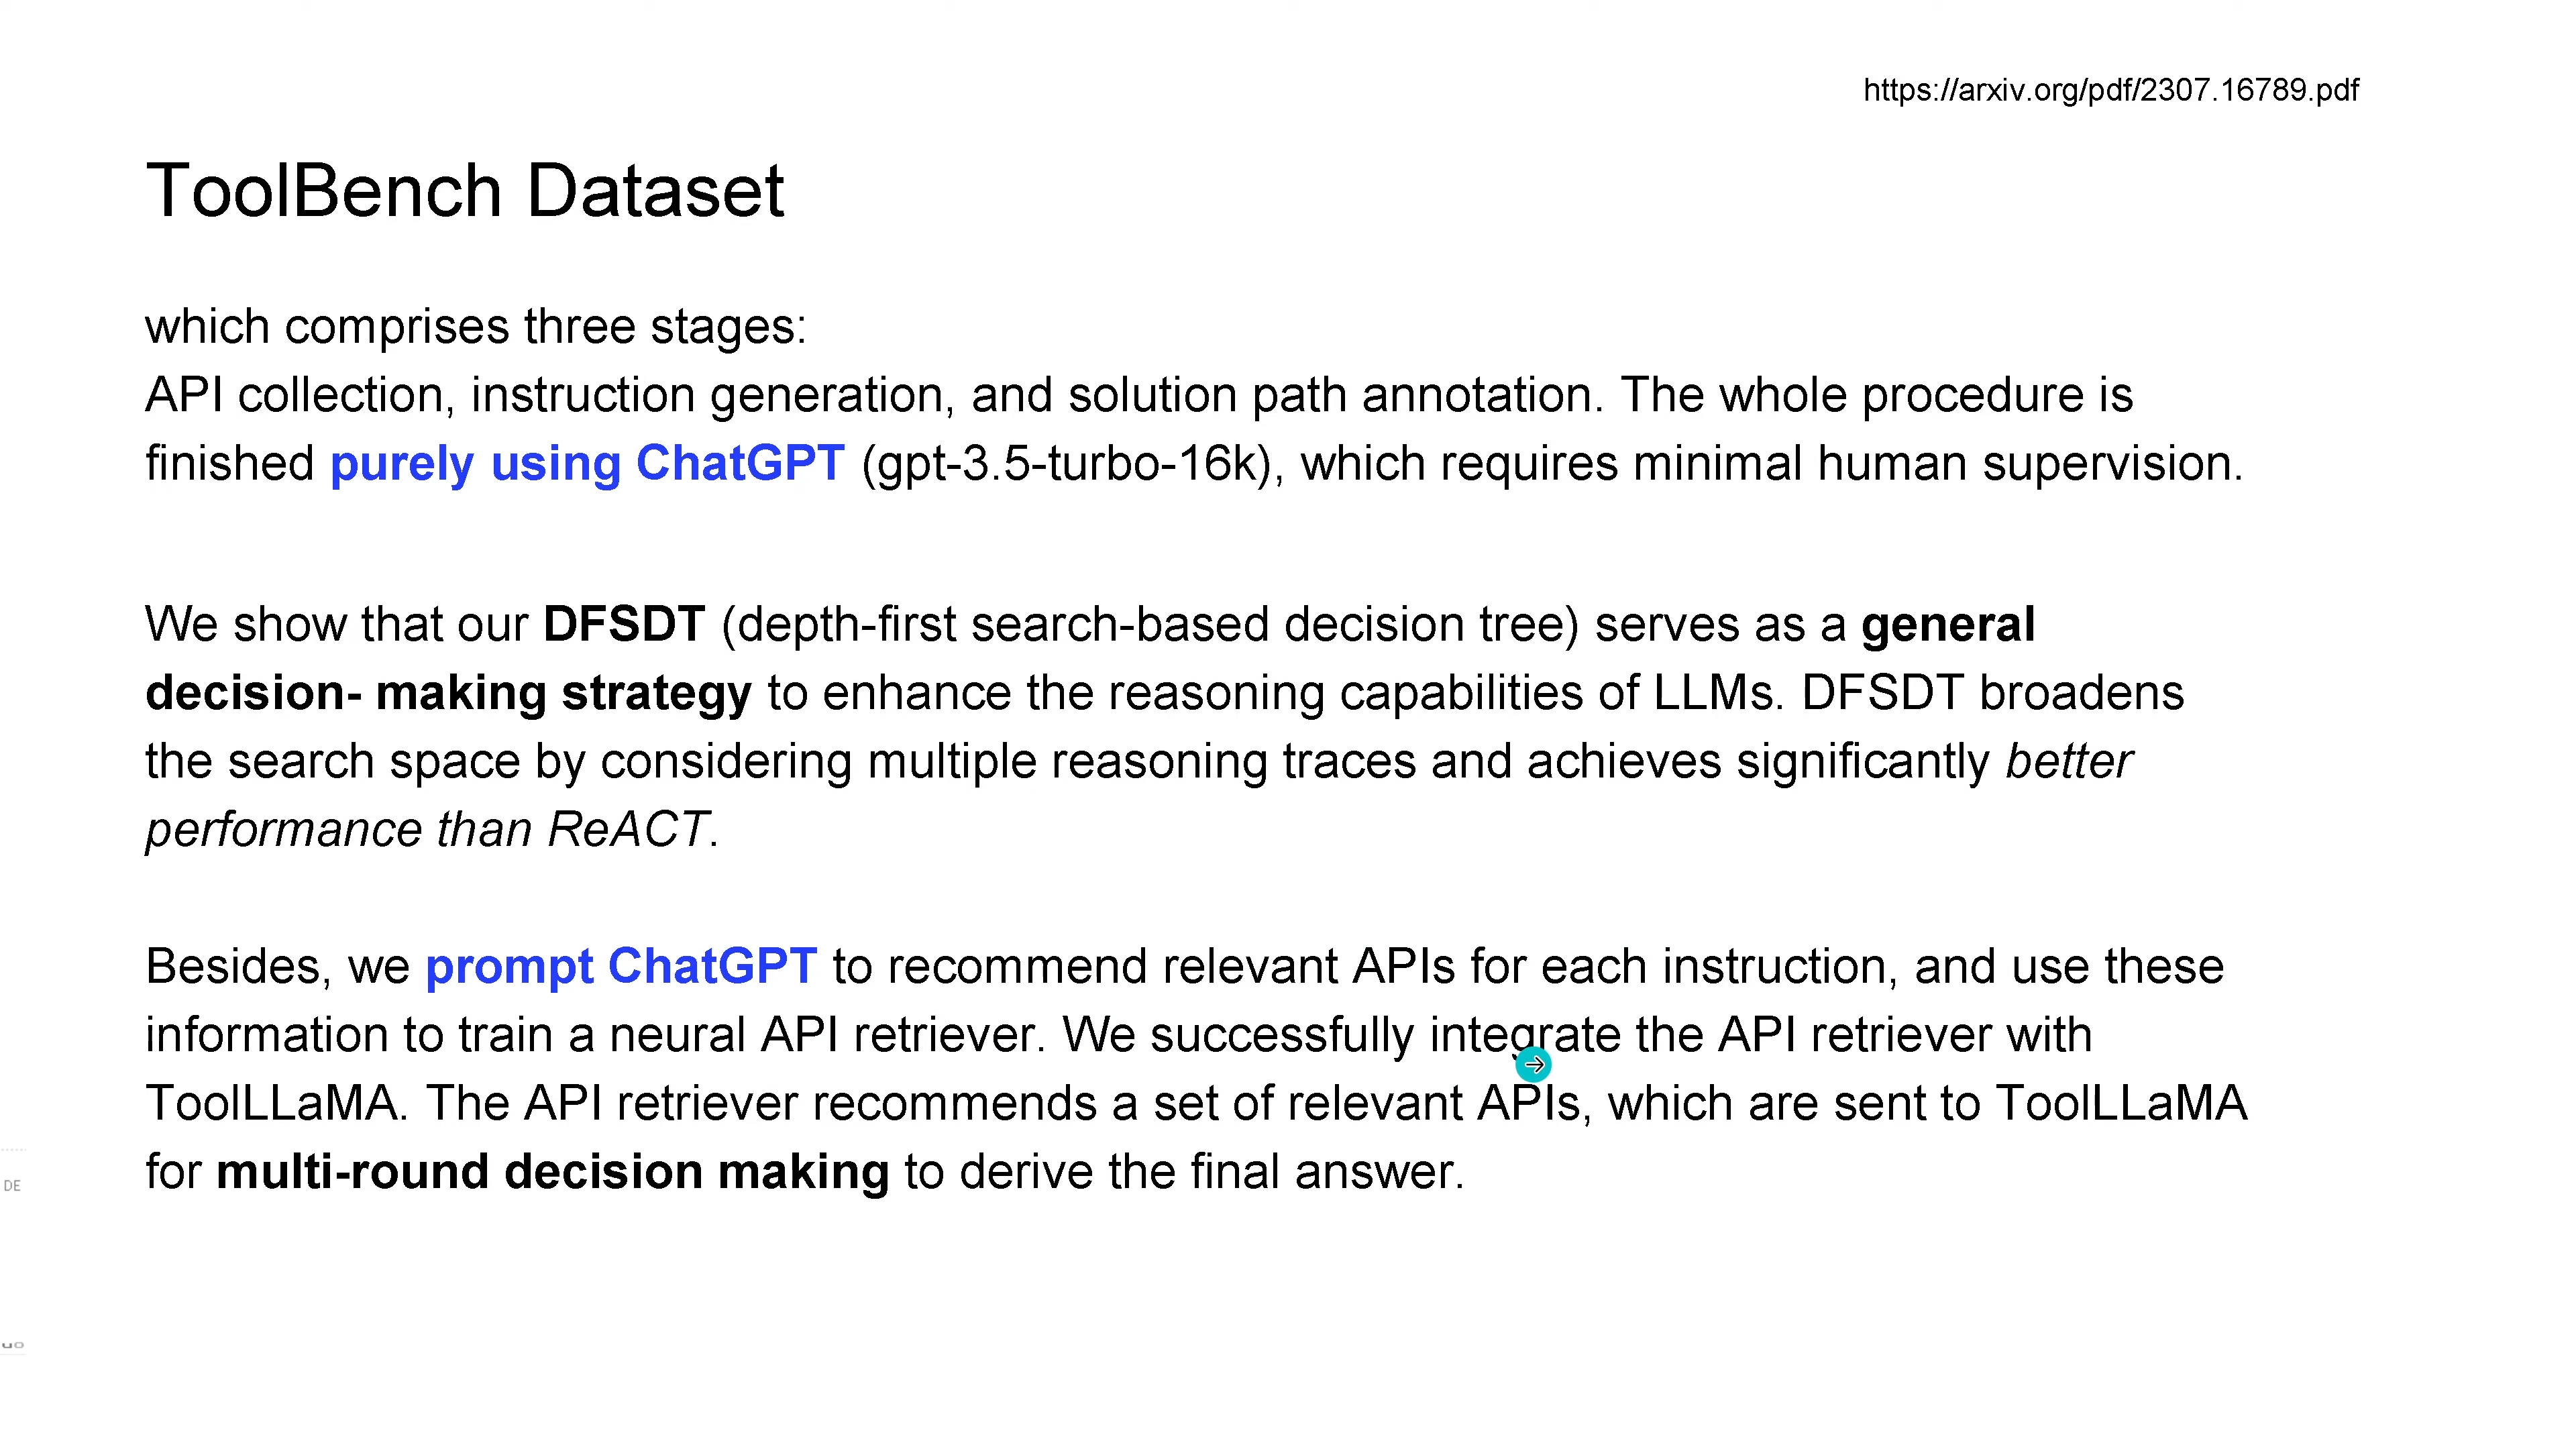 https://arxiv.org/pdf/2307.16789.pdf
ToolBench Dataset
which comprises three stages:
API collection, instruction generation, and solution path annotation. The whole procedure is
finished purely using ChatGPT (gpt-3.5-turbo-16k), which requires minimal human supervision.
We show that our DFSDT (depth-first search-based decision tree) serves as a general
decision- making strategy to enhance the reasoning capabilities of LLMs. DFSDT broadens
the search space by considering multiple reasoning traces and achieves significantly better
performance than ReACT.
Besides, we prompt ChatGPT to recommend relevant APIs for each instruction, and use these
information to train a neural API retriever. We successfully integrate the API retriever with
ToolLLaMA. The API retriever recommends a set of relevant APIs, which are sent to ToolLLaMA
for multi-round decision making to derive the final answer.
DE